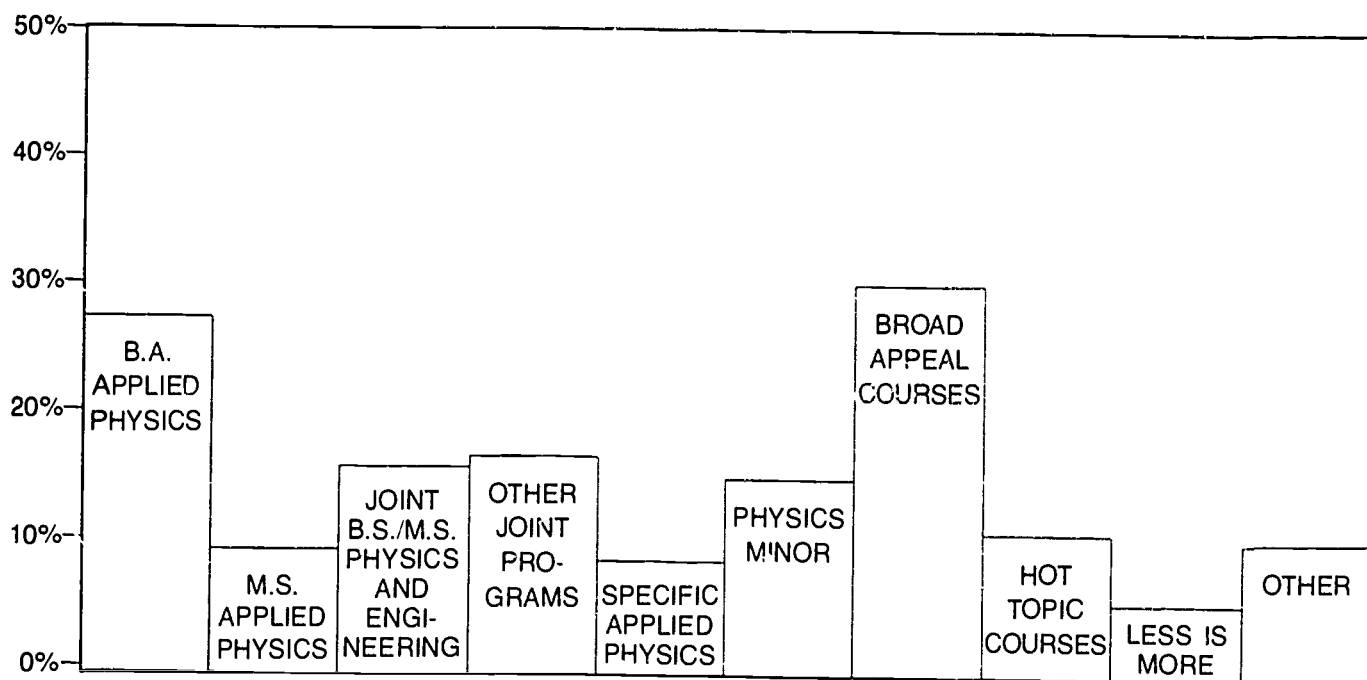 50%
40%
30%
20%
10%
0%
B.A.
APPLIED
PHYSICS
M.S.
APPLIED
PHYSICS
JOINT
B.S./M.S.
PHYSICS
AND
ENGI-
NEERING
OTHER
JOINT
PRO-
GRAMS
SPECIFIC
APPLIED
PHYSICS
PHYSICS
MINOR
BROAD
APPEAL
COURSES
HOT
TOPIC
COURSES
LESS IS
MORE
OTHER